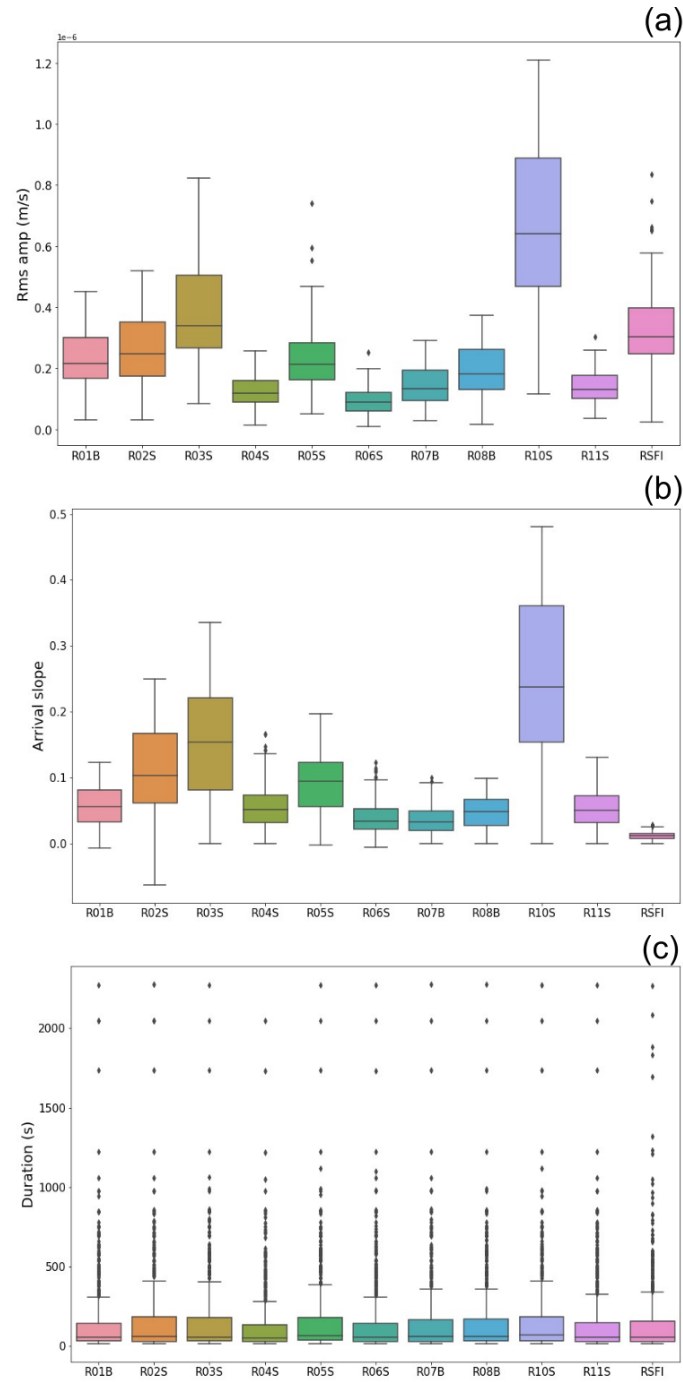 (a)
1e-6
1.2
1.0
0.8
0.6
0.4
0.2
0.0
Rms amp (m/s)
R01B R02S R03S R04S R05S R06S R07B R08B R10S R11S RSFI
(b)
0.5
0.4
0.3
0.2
0.1
0.0
Arrival slope
R01B R02S R03S R04S R05S R06S R07B R08B R10S R11S RSFI
(c)
2000
1500
1000
500
0
Duration (s)
R01B R02S R03S R04S R05S R06S R07B R08B R10S R11S RSFI